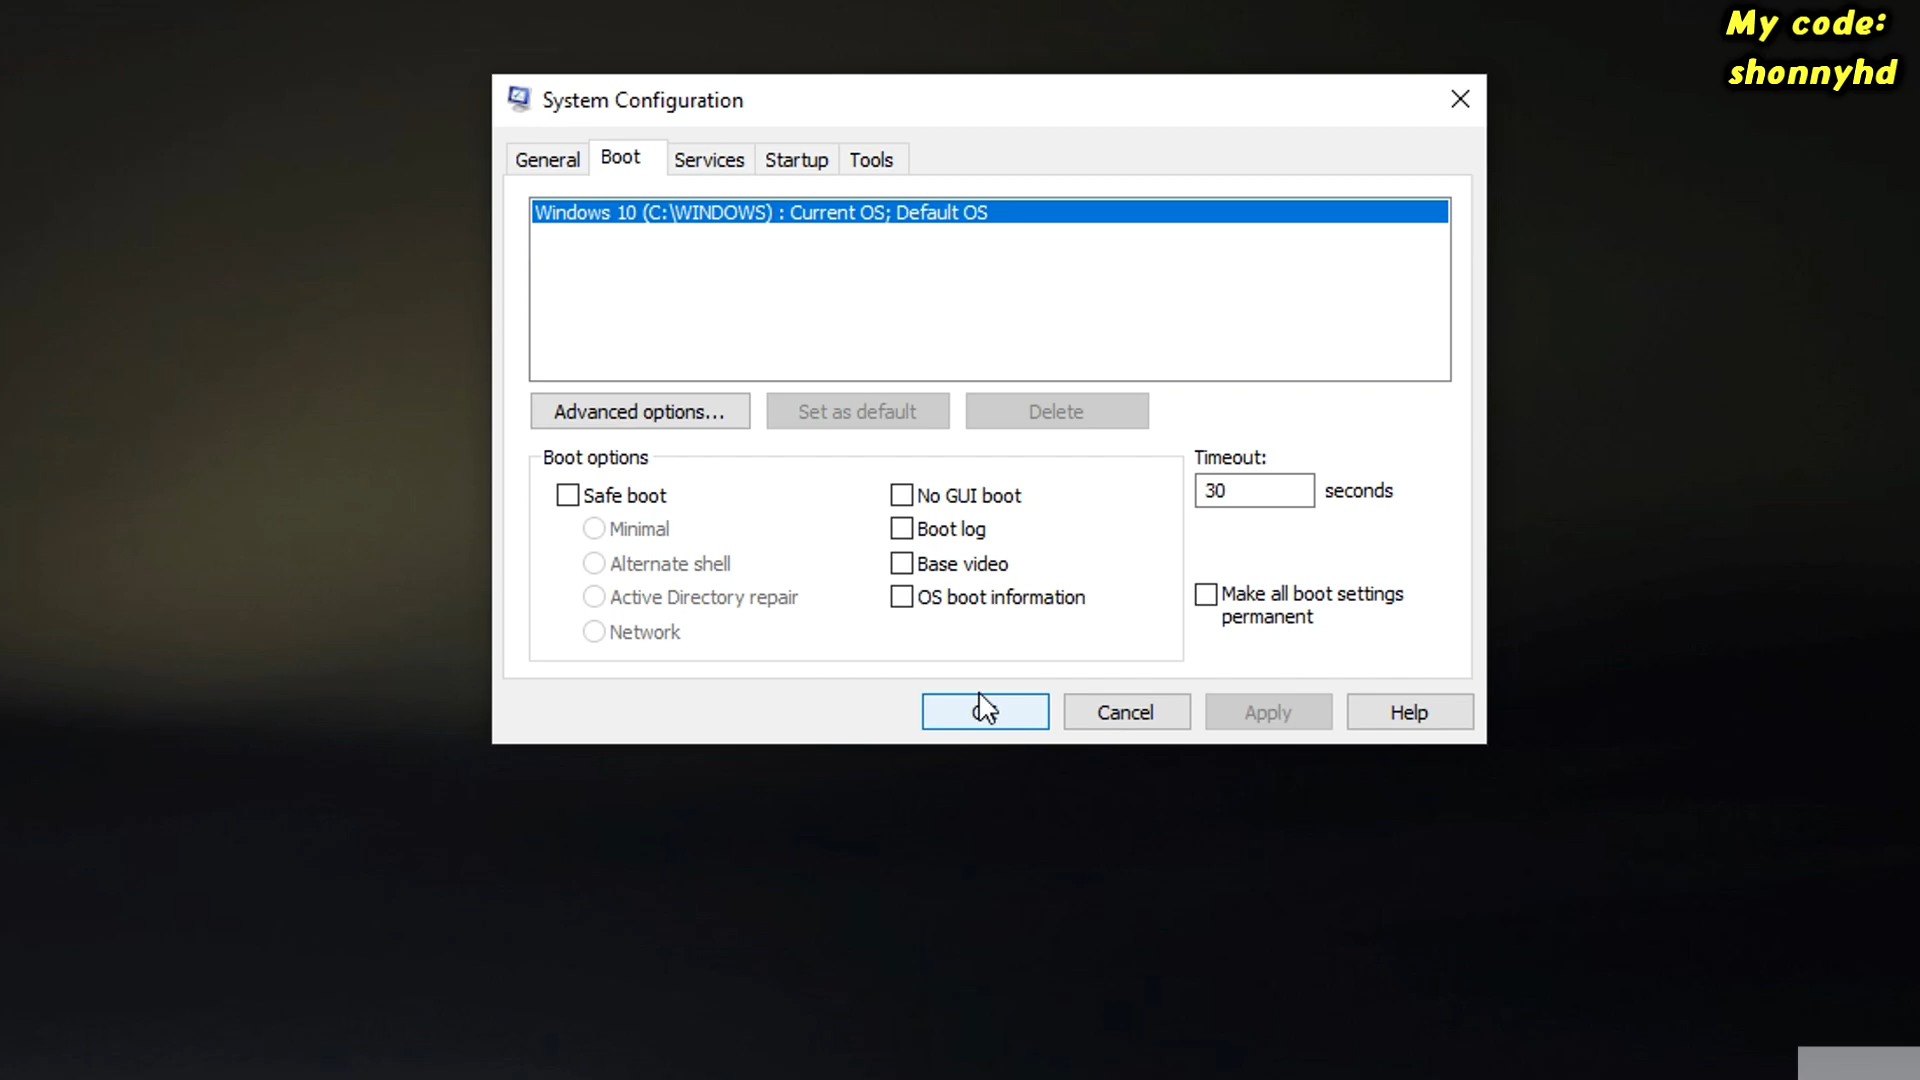 My code:
shonnyhd
System Configuration
General Boot Services Startup Tools
Windows 10 (C:\WINDOWS) : Current OS; Default OS
Advanced options... Set as default Delete
Boot options
Timeout:
Safe boot
No GUI boot
30 seconds
Minimal
Boot log
Alternate shell
Base video
Active Directory repair
OS boot information
Make all boot settings
permanent
Network
Cancel Apply Help